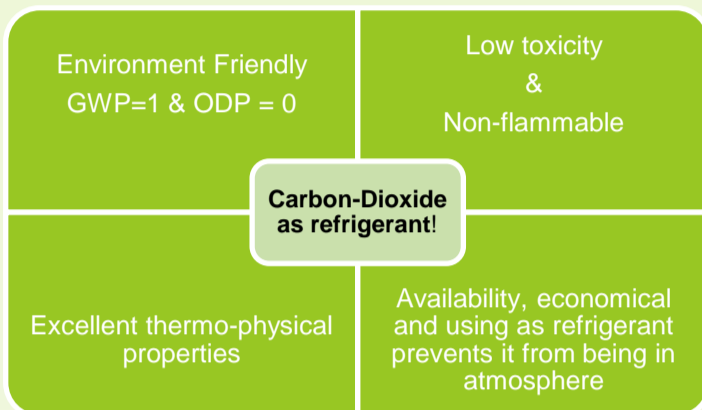 Environment Friendly
GWP=1 & ODP = 0
Low toxicity
&
Non-flammable
Carbon-Dioxide
as refrigerant!
Excellent thermo-physical
properties
Availability, economical
and using as refrigerant
prevents it from being in
atmosphere